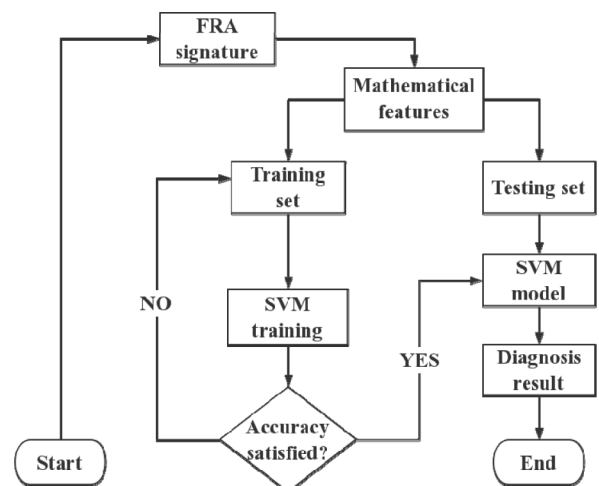 FRA
signature
Mathematical
features
Training
set
Testing set
SVM
training
SVM
model
NO
YES
Diagnosis
result
Accuracy
satisfied?
Start
End